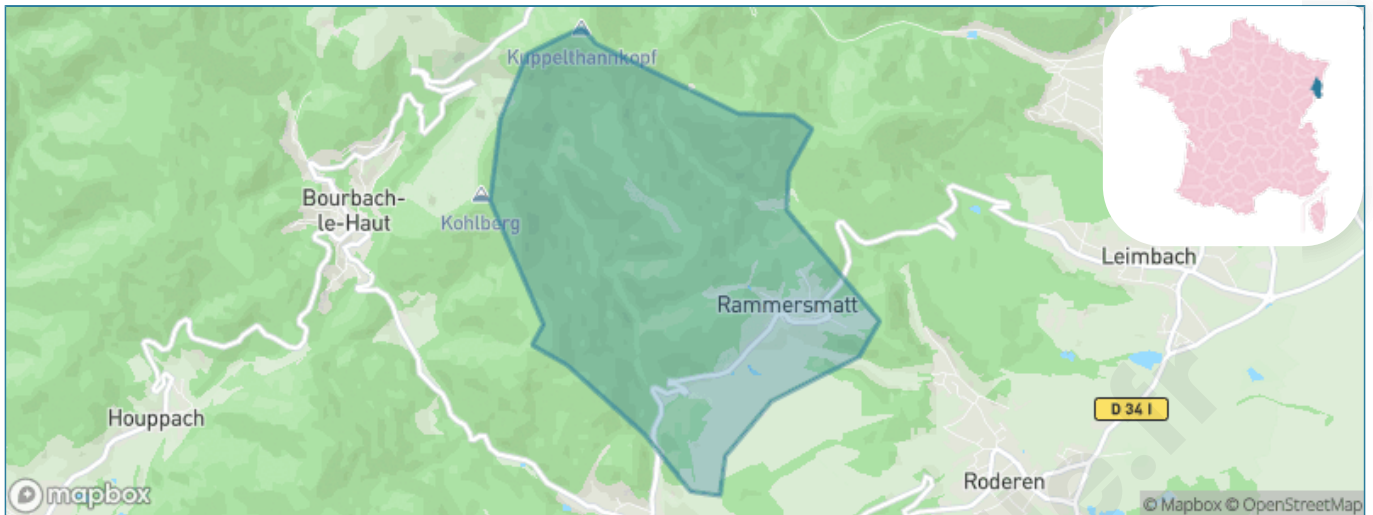 Kuppelthannkopf
Bourbach-
le-Haut
Kohlberg
Leimbach
Rammersmatt
Houppach
D 34 I
Roderen
mapbox
© Mapbox © OpenStreetMap